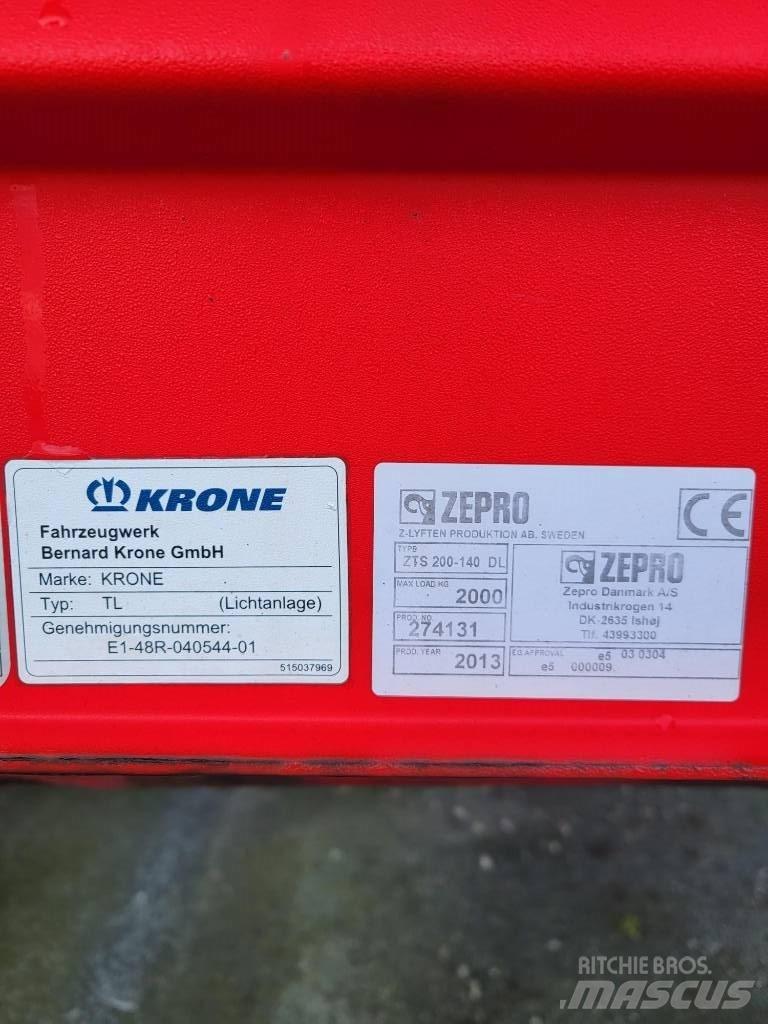 KRONE
Fahrzeugwerk
Bernard Krone GmbH
Marke: KRONE
Typ: TL (Lichtanlage)
Genehmigungsnummer:
E1-48R-040544-01
515037969
ZEPRO
CE
Z-LYFTEN PRODUKTION AB. SWEDEN
TYPE
ZTS 200-140 DL
MAX LOAD KG
2000
PROD. NO.
274131
PROD. YEAR
2013
ZEPRO
Zepro Danmark A/S
Industrikrogen 14
DK-2635 Ishøj
Tlf. 43993300
EG APPROVAL e5 03 0304
e5 000009
RITCHIE BROS.
MASCUS